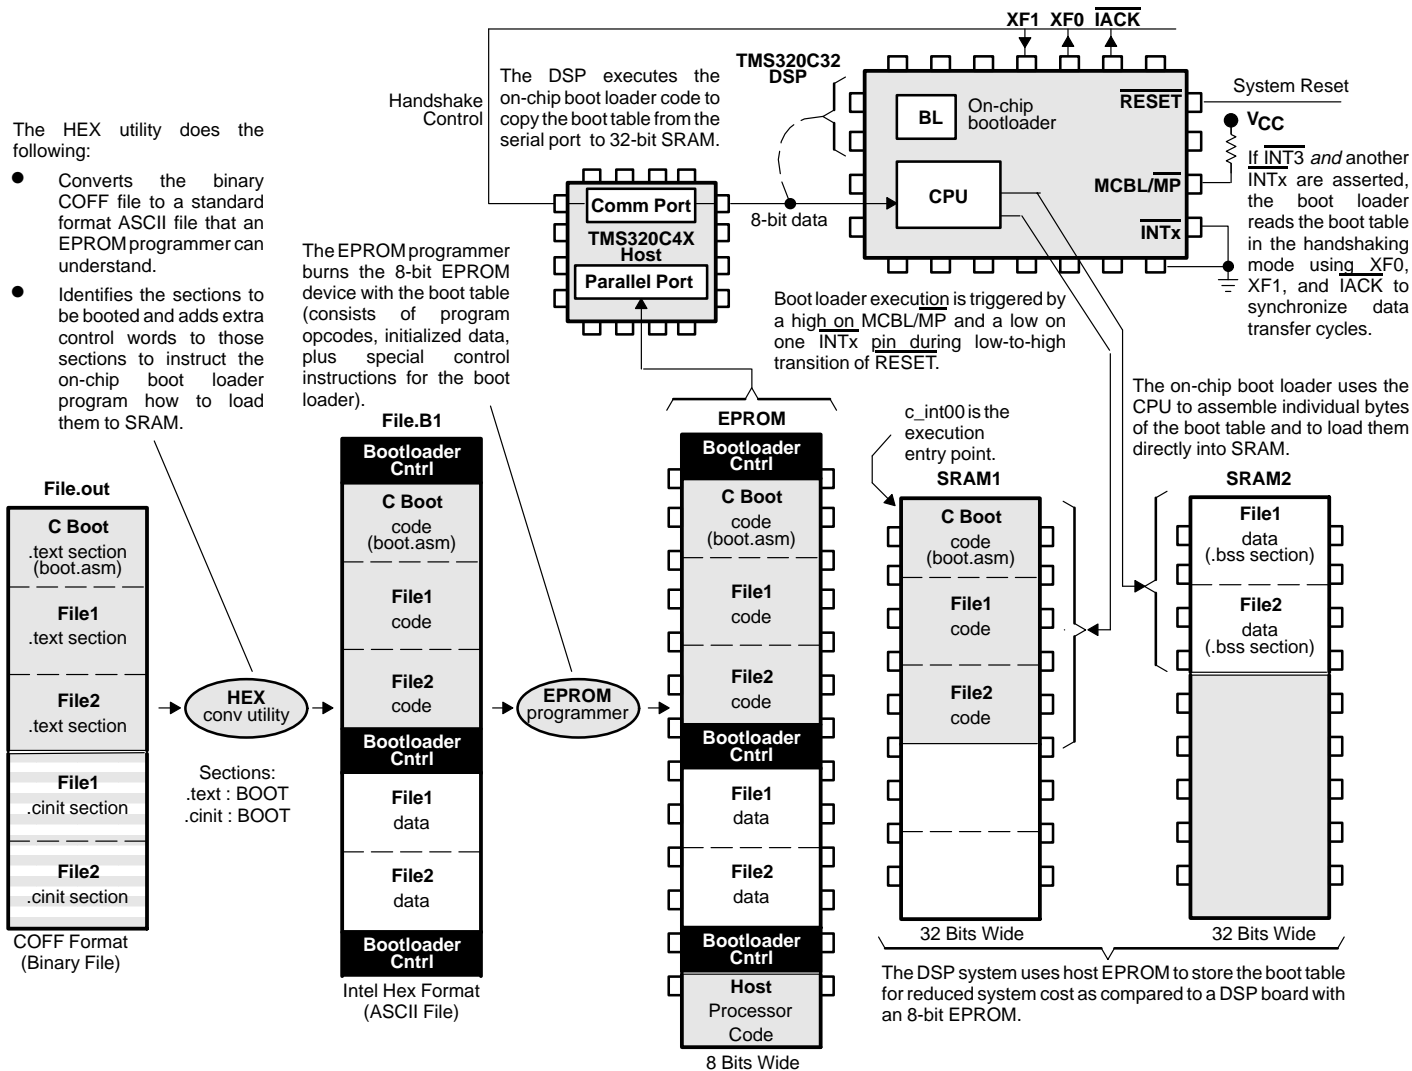 XF1 XF0 IACK
TMS320C32
DSP
The DSP executes the
on-chip boot loader code to
copy the boot table from the
serial port to 32-bit SRAM.
Handshake
Control
BL
On-chip
bootloader
RESET
System Reset
VCC
CPU
MCBL/MP
INTx
If INT3 and another
INTx are asserted,
the boot loader
reads the boot table
in the handshaking
mode using XF0,
XF1, and IACK to
synchronize data
transfer cycles.
The HEX utility does the
following:
● Converts the binary
COFF file to a standard
format ASCII file that an
EPROM programmer can
understand.
● Identifies the sections to
be booted and adds extra
control words to those
sections to instruct the
on-chip boot loader
program how to load
them to SRAM.
Comm Port
TMS320C4X
Host
Parallel Port
8-bit data
The EPROM programmer
burns the 8-bit EPROM
device with the boot table
(consists of program
opcodes, initialized data,
plus special control
instructions for the boot
loader).
Boot loader execution is triggered by
a high on MCBL/MP and a low on
one INTx pin during low-to-high
transition of RESET.
The on-chip boot loader uses the
CPU to assemble individual bytes
of the boot table and to load them
directly into SRAM.
c_int00 is the
execution
entry point.
File.out
C Boot
.text section
(boot.asm)
File1
.text section
File2
.text section
File1
.cinit section
File2
.cinit section
COFF Format
(Binary File)
HEX
conv utility
Sections:
.text : BOOT
.cinit : BOOT
File.B1
Bootloader
Cntrl
C Boot
code
(boot.asm)
File1
code
File2
code
Bootloader
Cntrl
File1
data
File2
data
Bootloader
Cntrl
Intel Hex Format
(ASCII File)
EPROM
programmer
EPROM
Bootloader
Cntrl
C Boot
code
(boot.asm)
File1
code
File2
code
Bootloader
Cntrl
File1
data
File2
data
Bootloader
Cntrl
Host
Processor
Code
8 Bits Wide
SRAM1
C Boot
code
(boot.asm)
File1
code
File2
code
32 Bits Wide
SRAM2
File1
data
(.bss section)
File2
data
(.bss section)
32 Bits Wide
The DSP system uses host EPROM to store the boot table
for reduced system cost as compared to a DSP board with
an 8-bit EPROM.